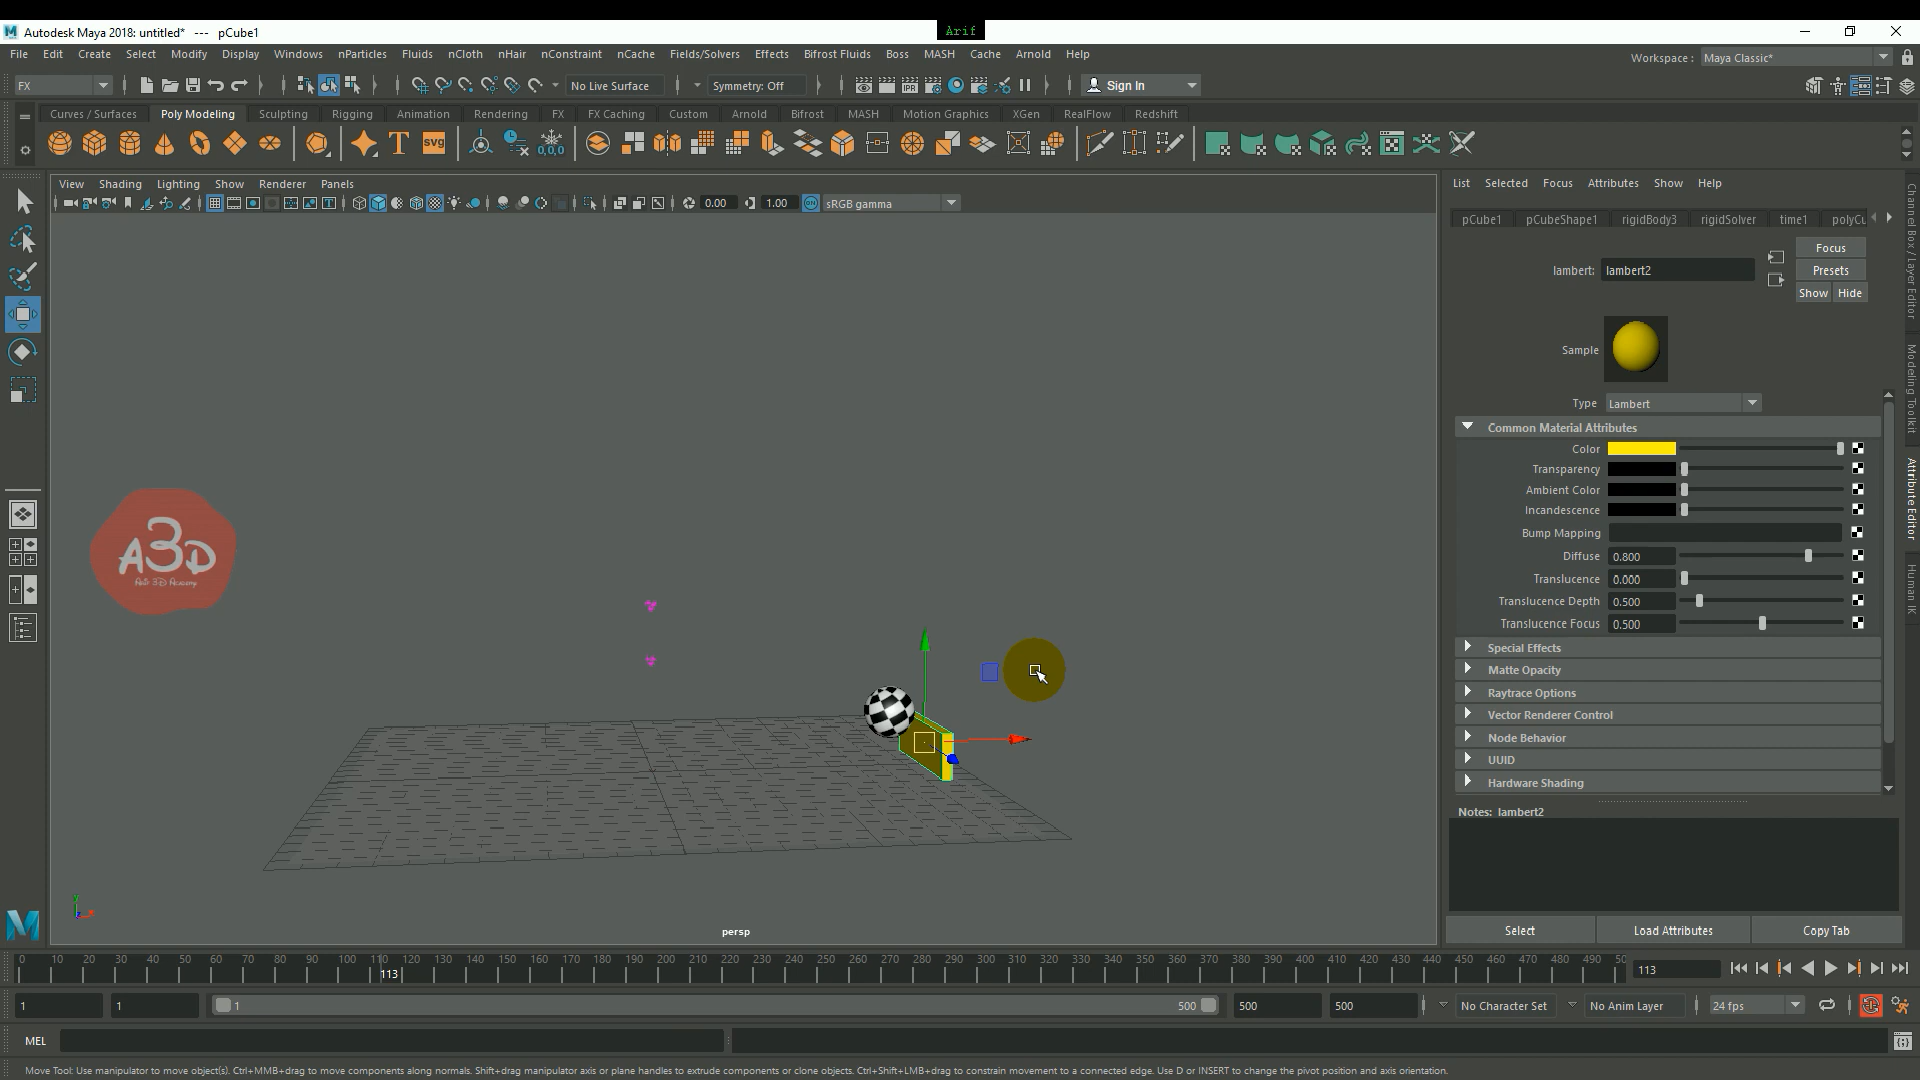 Arif
Autodesk Maya 2018: untitled* --- pCube1
File Edit Create Select Modify Display Windows nParticles Fluids nCloth nHair nConstraint nCache Fields/Solvers Effects Bifrost Fluids Boss MASH Cache Arnold Help
Workspace : Maya Classic*
FX No Live Surface Symmetry: Off Sign In
Curves / Surfaces Poly Modeling Sculpting Rigging Animation Rendering FX FX Caching Custom Arnold Bifrost MASH Motion Graphics XGen RealFlow Redshift
View Shading Lighting Show Renderer Panels
0.00 1.00 sRGB gamma
List Selected Focus Attributes Show Help
pCube1 pCubeShape1 rigidBody3 rigidSolver time1 polyCu
Focus
lambert: lambert2 Presets
Show Hide
Sample
Type Lambert
Common Material Attributes
Color
Transparency
Ambient Color
Incandescence
Bump Mapping
Diffuse 0.800
Translucence 0.000
Translucence Depth 0.500
Translucence Focus 0.500
Special Effects
Matte Opacity
Raytrace Options
Vector Renderer Control
Node Behavior
UUID
Hardware Shading
Notes: lambert2
Select Load Attributes Copy Tab
Channel Box / Layer Editor
Modeling Toolkit
Attribute Editor
Human IK
A3D
Arif 3D Academy
persp
0 10 20 30 40 50 60 70 80 90 100 110 120 130 140 150 160 170 180 190 200 210 220 230 240 250 260 270 280 290 300 310 320 330 340 350 360 370 380 390 400 410 420 430 440 450 460 470 480 490 50
113 113
1 1 1 500 500 500 No Character Set No Anim Layer 24 fps
MEL
Move Tool: Use manipulator to move object(s). Ctrl+MMB+drag to move components along normals. Shift+drag manipulator axis or plane handles to extrude components or clone objects. Ctrl+Shift+LMB+drag to constrain movement to a connected edge. Use D or INSERT to change the pivot position and axis orientation.